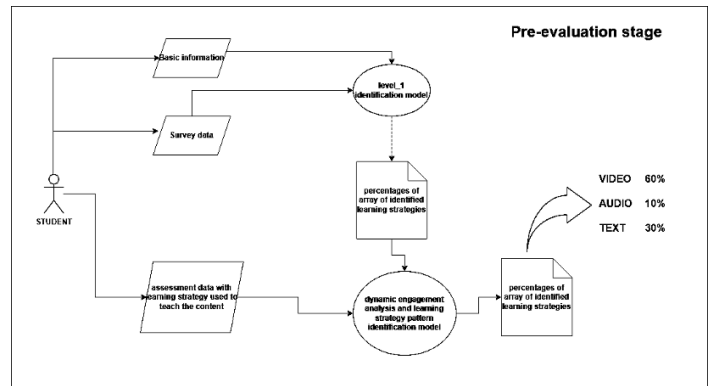 Pre-evaluation stage
Basic information
level_1
identification model
Survey data
STUDENT
percentages of
array of identified
learning strategies
VIDEO 60%
AUDIO 10%
TEXT 30%
assessment data with
learning strategy used to
teach the content
dynamic engagement
analysis and learning
strategy pattern
identification model
percentages of
array of identified
learning strategies